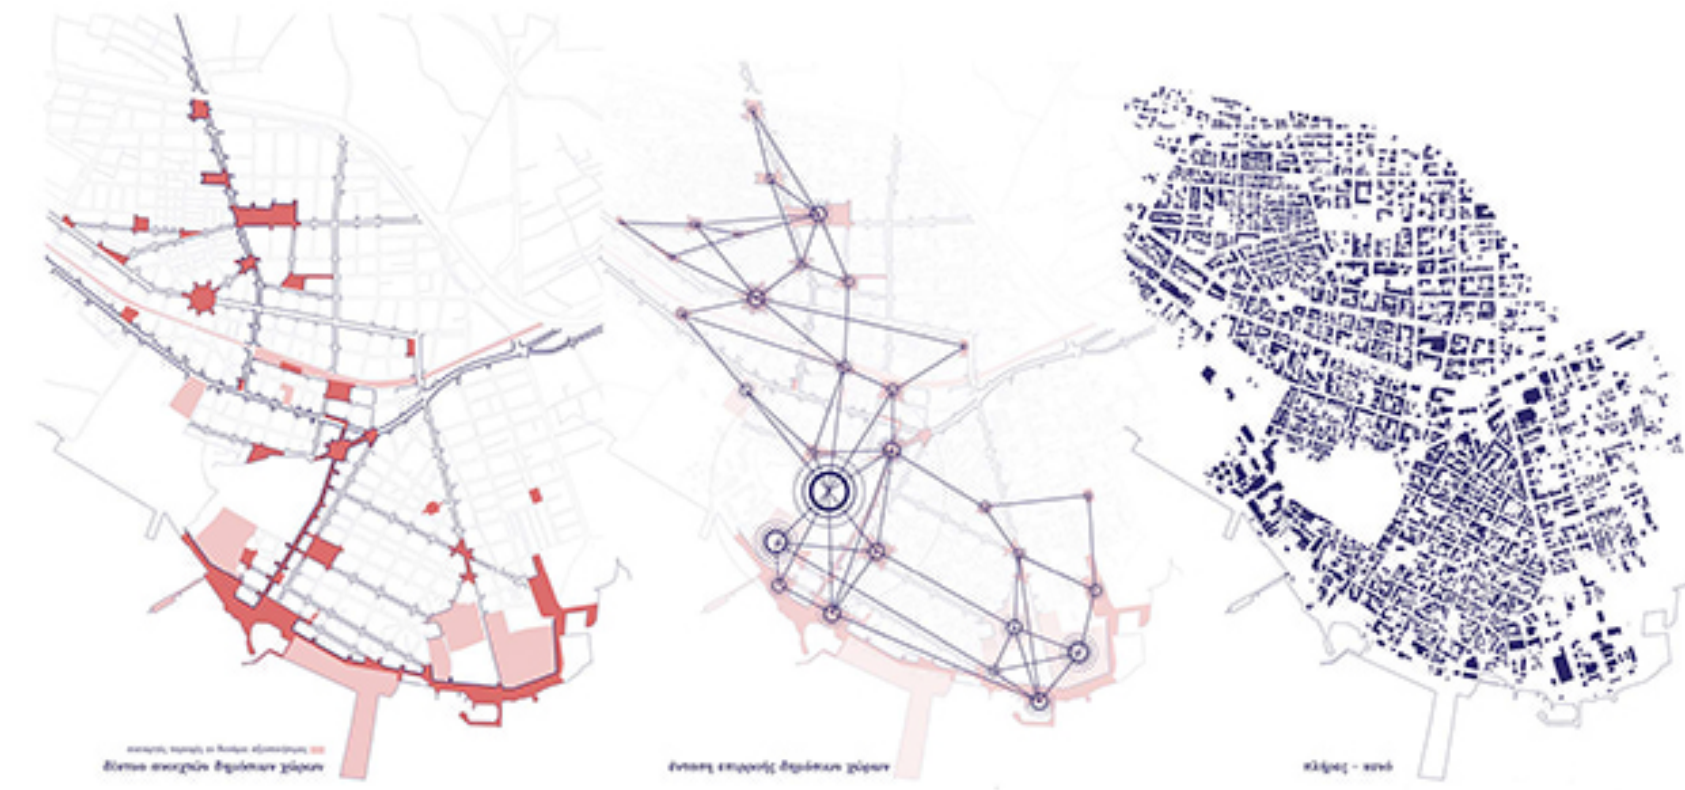 δίκτυο ανοιχτών δημόσιων χώρων
ένταση επιρροής δημόσιων χώρων
πλήρες - κενό